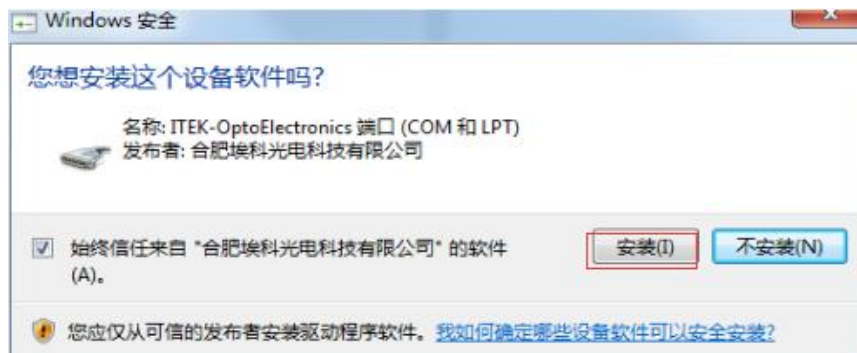 Windows 安全
您想安装这个设备软件吗?
名称: ITEK-OptoElectronics 端口 (COM 和 LPT)
发布者: 合肥埃科光电科技有限公司
始终信任来自 "合肥埃科光电科技有限公司" 的软件
(A)。
安装(I)
不安装(N)
您应仅从可信的发布者安装驱动程序软件。我如何确定哪些设备软件可以安全安装?